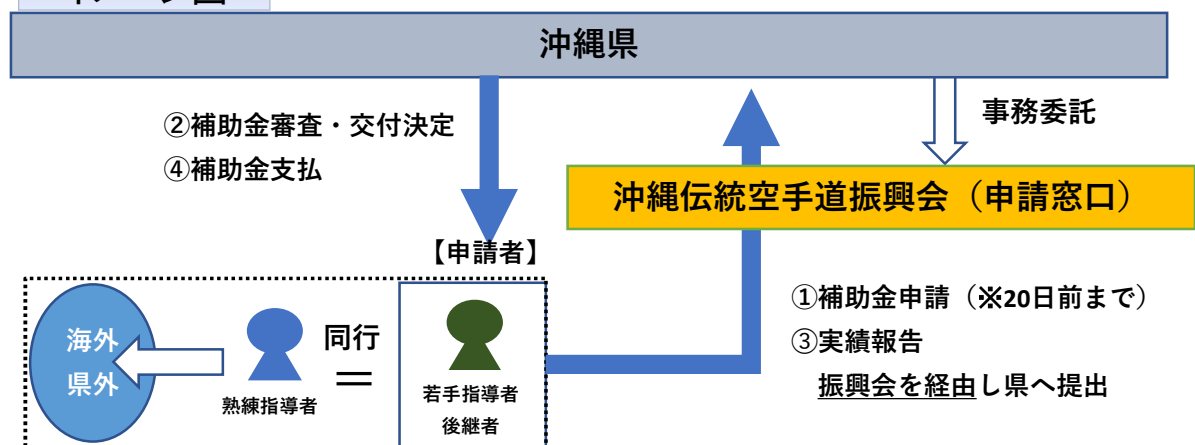 沖縄県
②補助金審査・交付決定
④補助金支払
事務委託
沖縄伝統空手道振興会（申請窓口）
【申請者】
①補助金申請（※20日前まで）
③実績報告
振興会を経由し県へ提出
海外
県外
熟練指導者
同行
＝
若手指導者
後継者